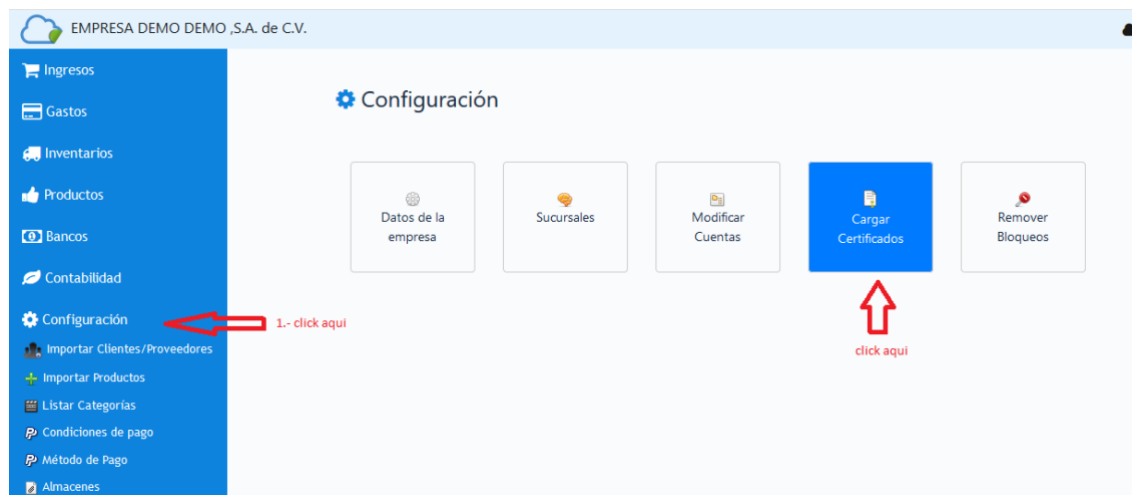 EMPRESA DEMO DEMO ,S.A. de C.V.
Ingresos
Gastos
Inventarios
Productos
Bancos
Contabilidad
Configuración
Importar Clientes/Proveedores
Importar Productos
Listar Categorías
Condiciones de pago
Método de Pago
Almacenes
1.- click aqui
Configuración
Datos de la
empresa
Sucursales
Modificar
Cuentas
Cargar
Certificados
Remover
Bloqueos
click aqui